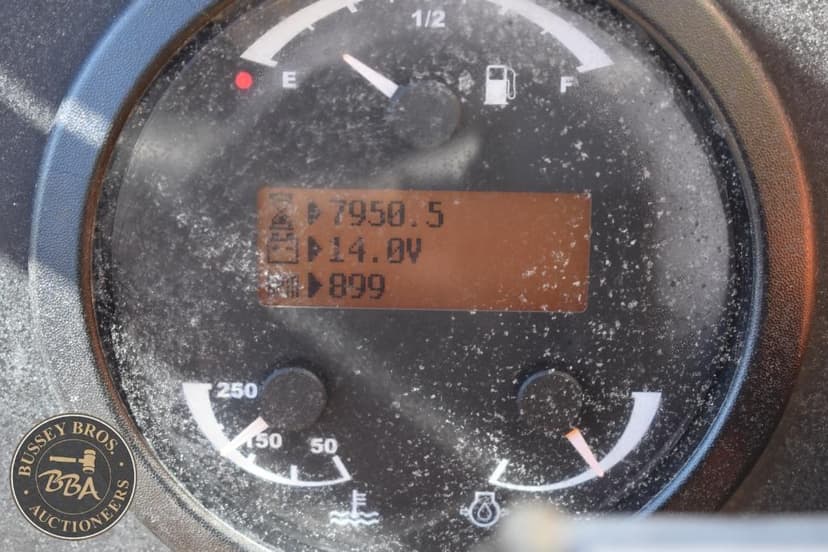 1/2
E F
7950.5
14.0V
899
250
150 50
BUSSEY BROS.
BBA
AUCTIONEERS